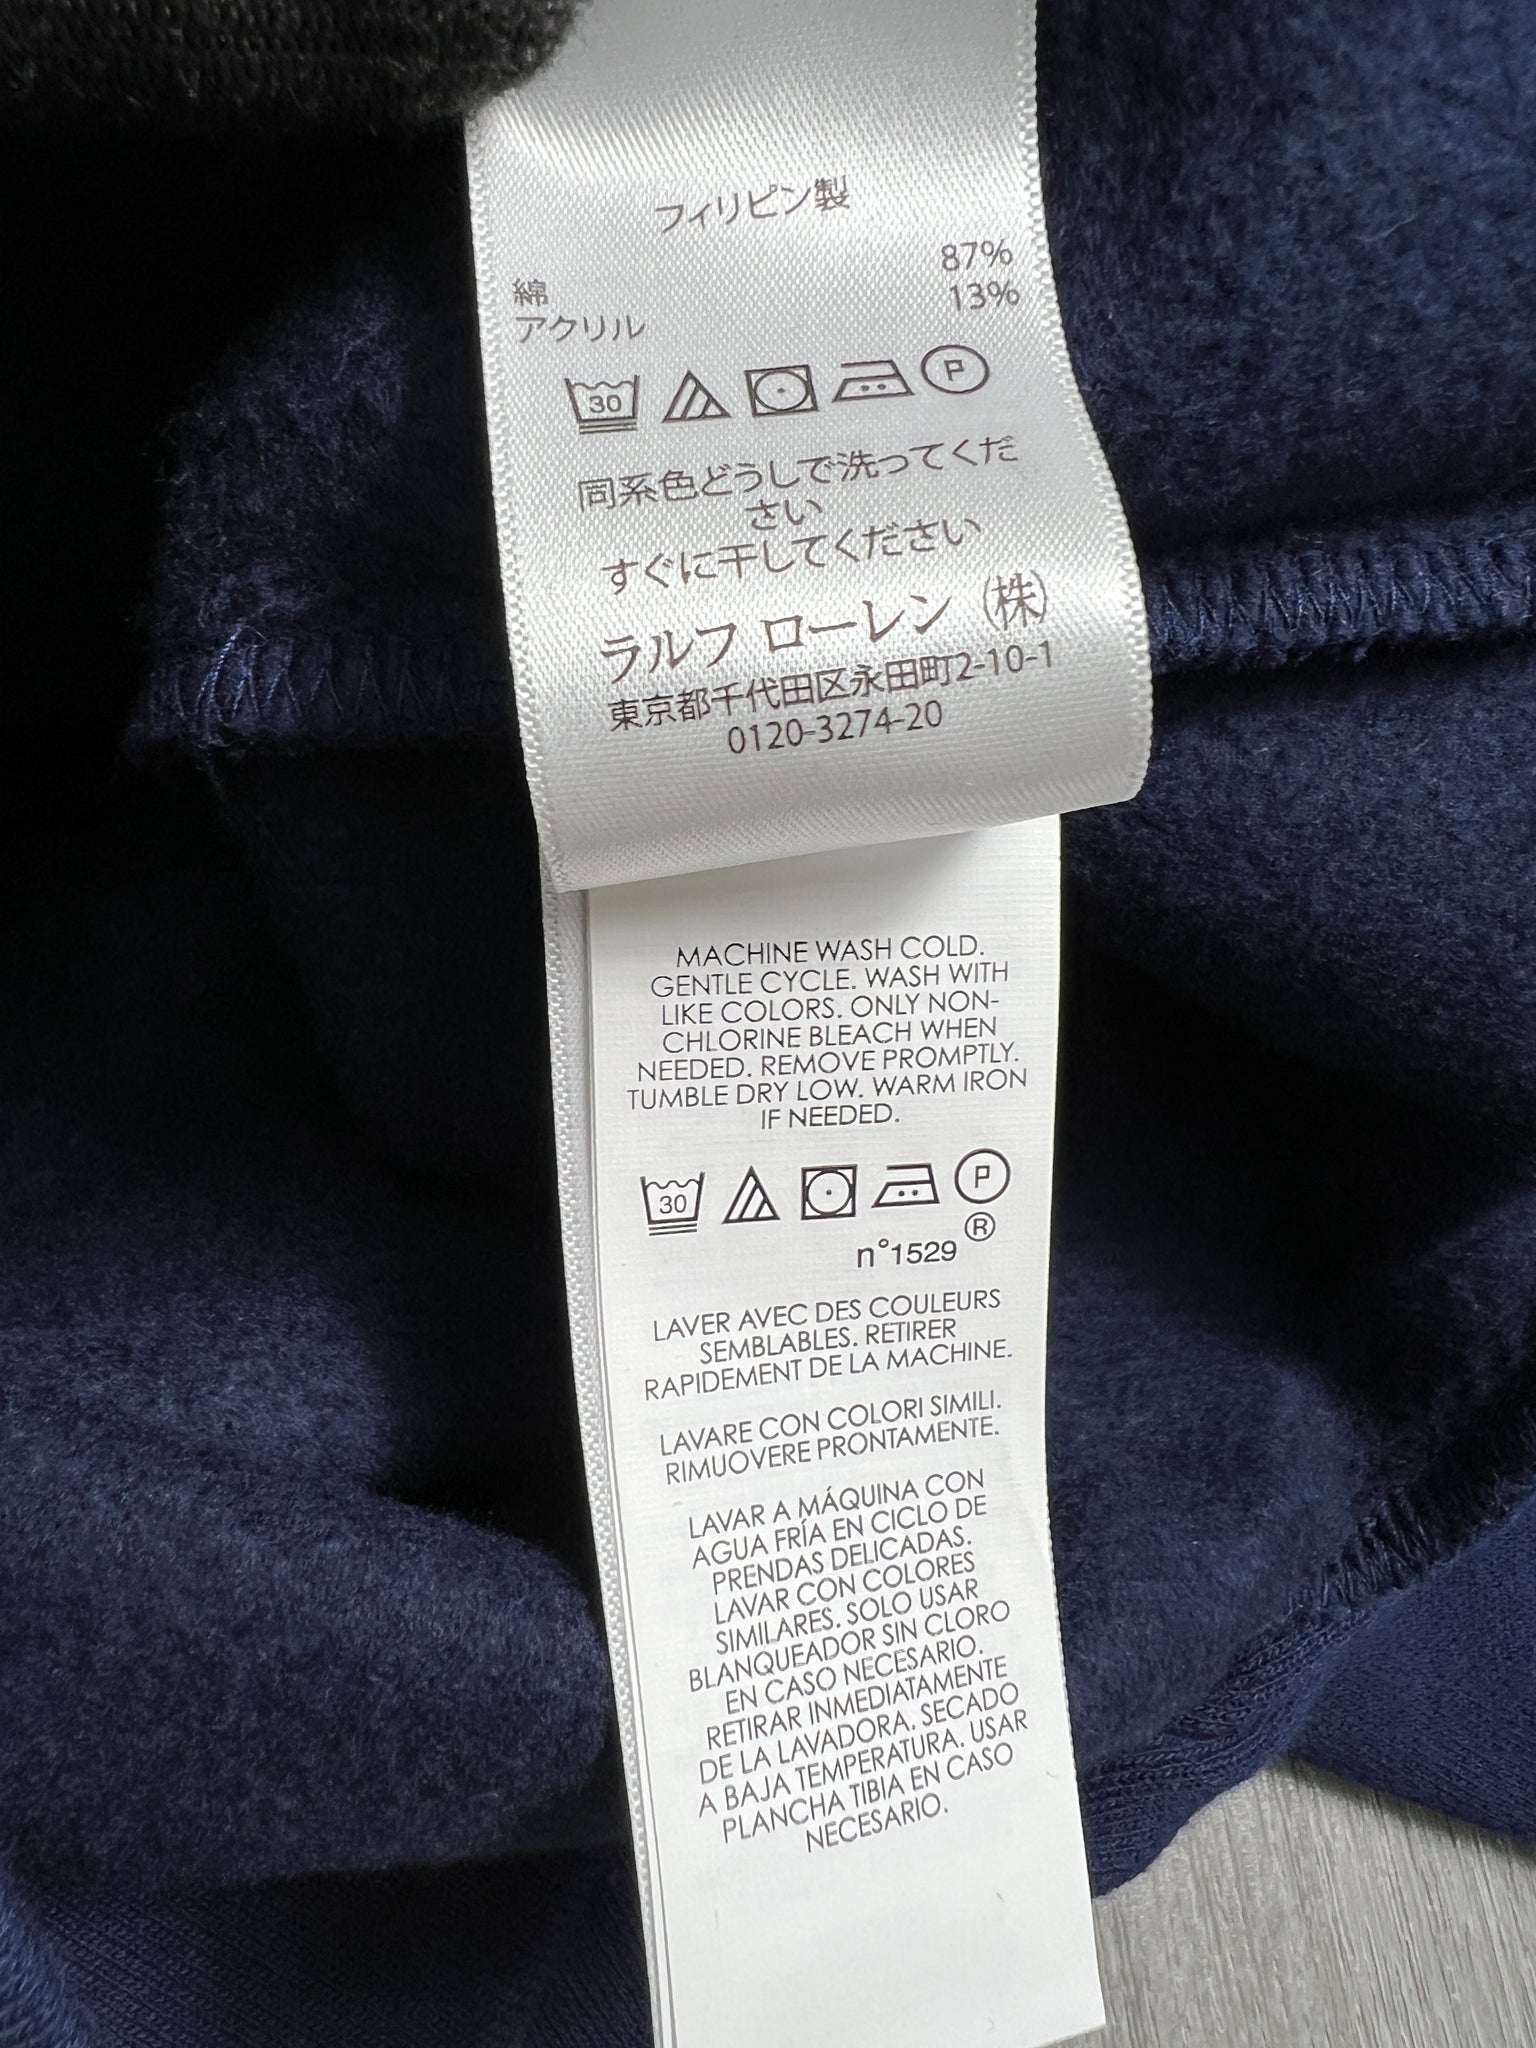 フィリピン製
87%
綿
13%
アクリル
30
P
同系色どうしで洗ってくだ
さい
すぐに干してください
ラルフ ローレン (株)
東京都千代田区永田町2-10-1
0120-3274-20
MACHINE WASH COLD.
GENTLE CYCLE. WASH WITH
LIKE COLORS. ONLY NON-
CHLORINE BLEACH WHEN
NEEDED. REMOVE PROMPTLY.
TUMBLE DRY LOW. WARM IRON
IF NEEDED.
30
P
®
n°1529
LAVER AVEC DES COULEURS
SEMBLABLES. RETIRER
RAPIDEMENT DE LA MACHINE.
LAVARE CON COLORI SIMILI.
RIMUOVERE PRONTAMENTE.
LAVAR A MÁQUINA CON
AGUA FRÍA EN CICLO DE
PRENDAS DELICADAS.
LAVAR CON COLORES
SIMILARES. SOLO USAR
BLANQUEADOR SIN CLORO
EN CASO NECESARIO.
RETIRAR INMEDIATAMENTE
DE LA LAVADORA. SECADO
A BAJA TEMPERATURA. USAR
PLANCHA TIBIA EN CASO
NECESARIO.